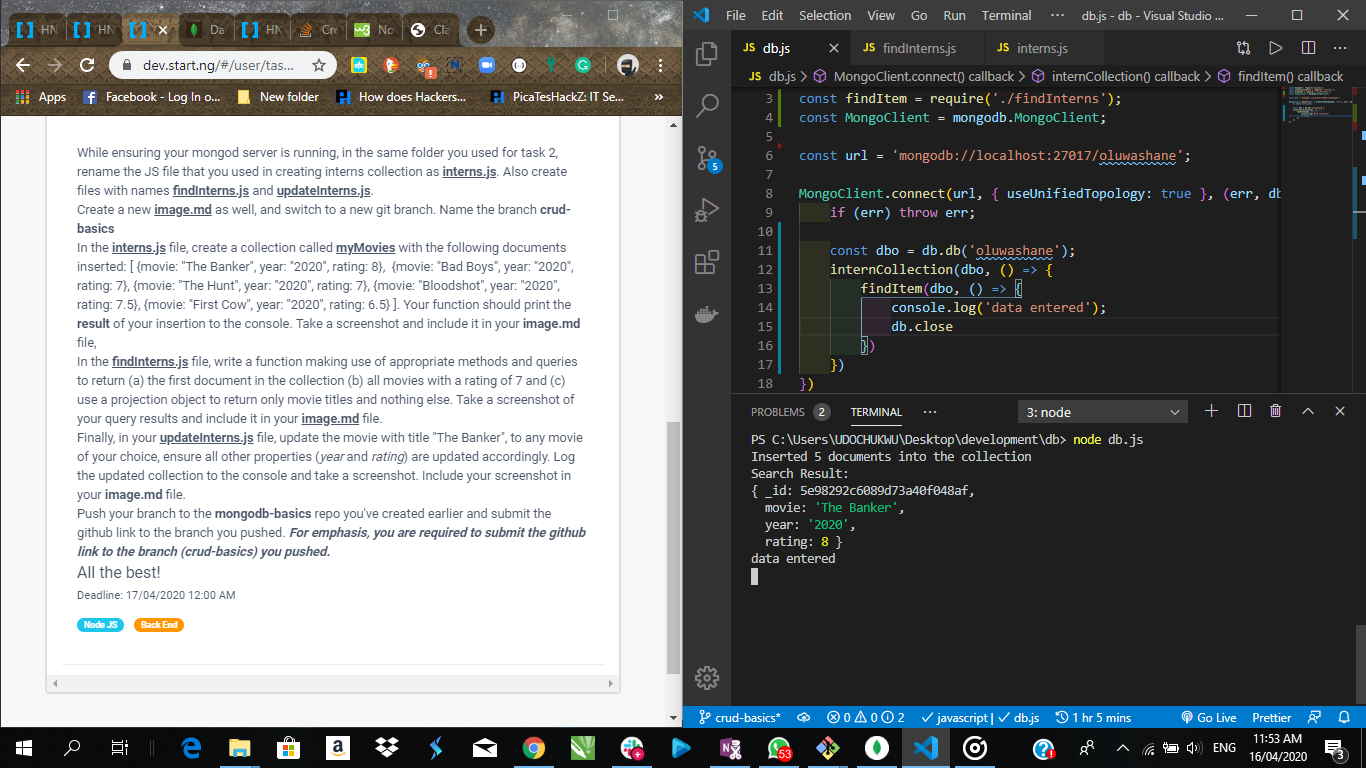 HN
HN
Da
HN
Cre
No
Cla
dev.start.ng/#/user/tas...
Apps
Facebook - Log In o...
New folder
How does Hackers...
PicaTesHackZ: IT Se...
»
While ensuring your mongod server is running, in the same folder you used for task 2,
rename the JS file that you used in creating interns collection as interns.js. Also create
files with names findInterns.js and updateInterns.js.
Create a new image.md as well, and switch to a new git branch. Name the branch crud-
basics
In the interns.js file, create a collection called myMovies with the following documents
inserted: [ {movie: "The Banker", year: "2020", rating: 8}, {movie: "Bad Boys", year: "2020",
rating: 7}, {movie: "The Hunt", year: "2020", rating: 7}, {movie: "Bloodshot", year: "2020",
rating: 7.5}, {movie: "First Cow", year: "2020", rating: 6.5} ]. Your function should print the
result of your insertion to the console. Take a screenshot and include it in your image.md
file,
In the findInterns.js file, write a function making use of appropriate methods and queries
to return (a) the first document in the collection (b) all movies with a rating of 7 and (c)
use a projection object to return only movie titles and nothing else. Take a screenshot of
your query results and include it in your image.md file.
Finally, in your updateInterns.js file, update the movie with title "The Banker", to any movie
of your choice, ensure all other properties (year and rating) are updated accordingly. Log
the updated collection to the console and take a screenshot. Include your screenshot in
your image.md file.
Push your branch to the mongodb-basics repo you've created earlier and submit the
github link to the branch you pushed. For emphasis, you are required to submit the github
link to the branch (crud-basics) you pushed.
All the best!
Deadline: 17/04/2020 12:00 AM
Node JS Back End
File Edit Selection View Go Run Terminal ... db.js - db - Visual Studio ...
JS db.js
JS findInterns.js
JS interns.js
JS db.js > MongoClient.connect() callback > internCollection() callback > findItem() callback
3 const findItem = require('./findInterns');
4 const MongoClient = mongodb.MongoClient;
5
6 const url = 'mongodb://localhost:27017/oluwashane';
7
8 MongoClient.connect(url, { useUnifiedTopology: true }, (err, db
9 if (err) throw err;
10
11 const dbo = db.db('oluwashane');
12 internCollection(dbo, () => {
13 findItem(dbo, () => {
14 console.log('data entered');
15 db.close
16 })
17 })
18 })
5
PROBLEMS 2 TERMINAL ... 3: node
PS C:\Users\UDOCHUKWU\Desktop\development\db> node db.js
Inserted 5 documents into the collection
Search Result:
{ _id: 5e98292c6089d73a40f048af,
movie: 'The Banker',
year: '2020',
rating: 8 }
data entered
crud-basics* 0 0 2 javascript | db.js 1 hr 5 mins Go Live Prettier
53
ENG
11:53 AM
16/04/2020
3